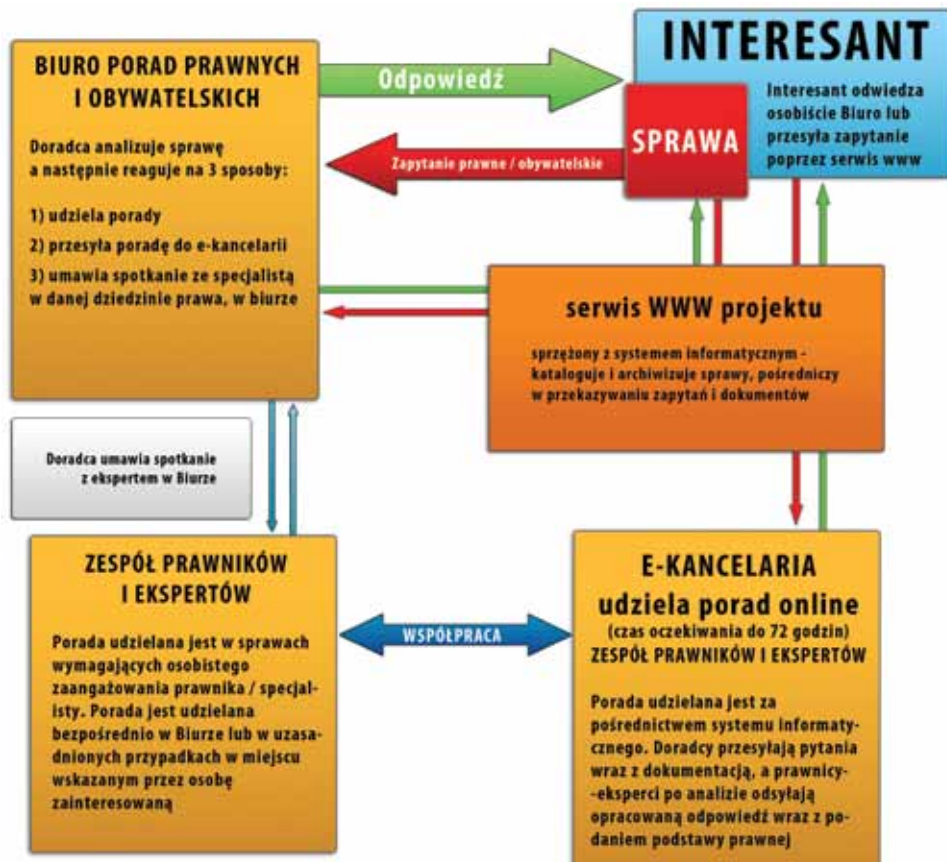 BIURO PORAD PRAWNYCH
I OBYWATELSKICH
Doradca analizuje sprawę
a następnie reaguje na 3 sposoby:
1) udziela porady
2) przesyła poradę do e-kancelarii
3) umawia spotkanie ze specjalistą
w danej dziedzinie prawa, w biurze
Odpowiedź
Zapytanie prawne / obywatelskie
SPRAWA
INTERESANT
Interesant odwiedza
osobiście Biuro lub
przesyła zapytanie
poprzez serwis www
serwis WWW projektu
sprzężony z systemem informatycznym -
kataloguje i archiwizuje sprawy, pośredniczy
w przekazywaniu zapytań i dokumentów
Doradca umawia spotkanie
z ekspertem w Biurze
ZESPÓŁ PRAWNIKÓW
I EKSPERTÓW
Porada udzielana jest w sprawach
wymagających osobistego
zaangażowania prawnika / specjal-
isty. Porada jest udzielana
bezpośrednio w Biurze lub w uzasa-
dnionych przypadkach w miejscu
wskazanym przez osobę
zainteresowaną
WSPÓŁPRACA
E-KANCELARIA
udziela porad online
(czas oczekiwania do 72 godzin)
ZESPÓŁ PRAWNIKÓW I EKSPERTÓW
Porada udzielana jest za
pośrednictwem systemu informaty-
cznego. Doradcy przesyłają pytania
wraz z dokumentacją, a prawnicy-
-eksperci po analizie odsyłają
opracowaną odpowiedź wraz z po-
daniem podstawy prawnej